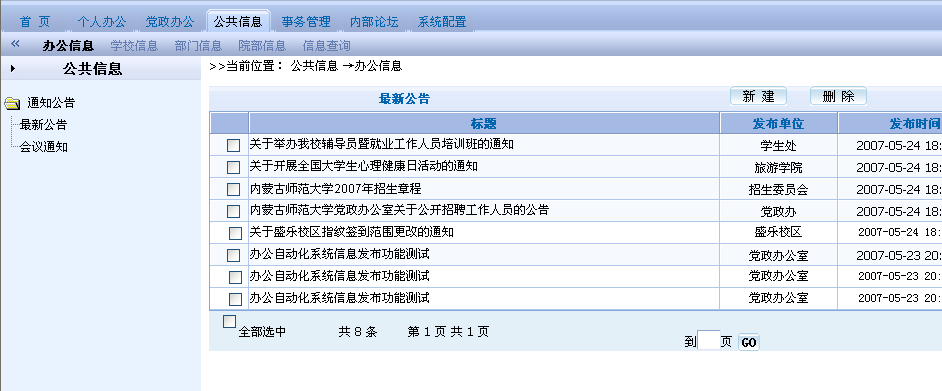 首 页 个人办公 党政办公 公共信息 事务管理 内部论坛 系统配置
« 办公信息 学校信息 部门信息 院部信息 信息查询
公共信息 >>当前位置： 公共信息 →办公信息
通知公告
最新公告
会议通知
最新公告 新 建 删 除
标题 发布单位 发布时间
关于举办我校辅导员暨就业工作人员培训班的通知 学生处 2007-05-24 18:
关于开展全国大学生心理健康日活动的通知 旅游学院 2007-05-24 18:
内蒙古师范大学2007年招生章程 招生委员会 2007-05-24 18:
内蒙古师范大学党政办公室关于公开招聘工作人员的公告 党政办 2007-05-24 18:
关于盛乐校区指纹签到范围更改的通知 盛乐校区 2007-05-24 18:
办公自动化系统信息发布功能测试 党政办公室 2007-05-23 20:
办公自动化系统信息发布功能测试 党政办公室 2007-05-23 20:
办公自动化系统信息发布功能测试 党政办公室 2007-05-23 20:
全部选中 共 8 条 第 1 页 共 1 页
到 页 GO